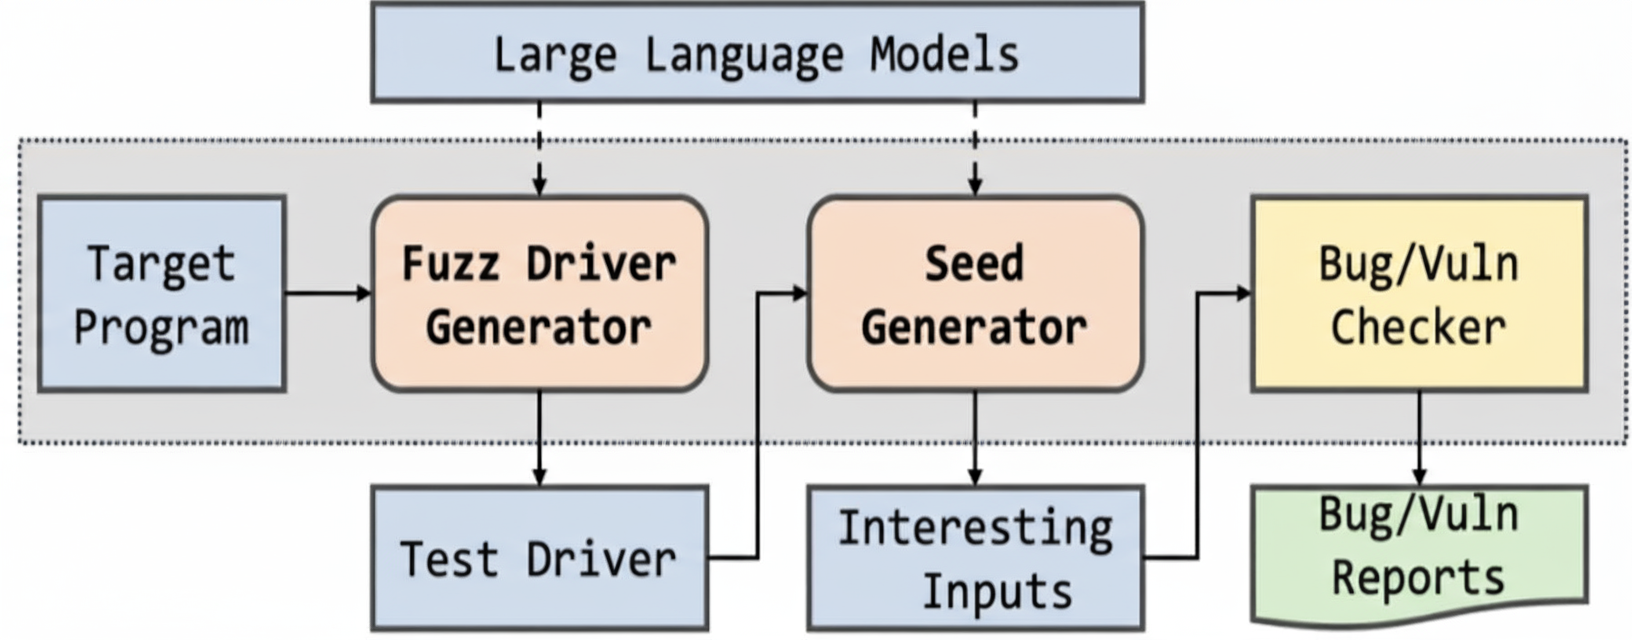 Large Language Models
Target
Program
Fuzz Driver
Generator
Seed
Generator
Bug/Vuln
Checker
Test Driver
Interesting
Inputs
Bug/Vuln
Reports